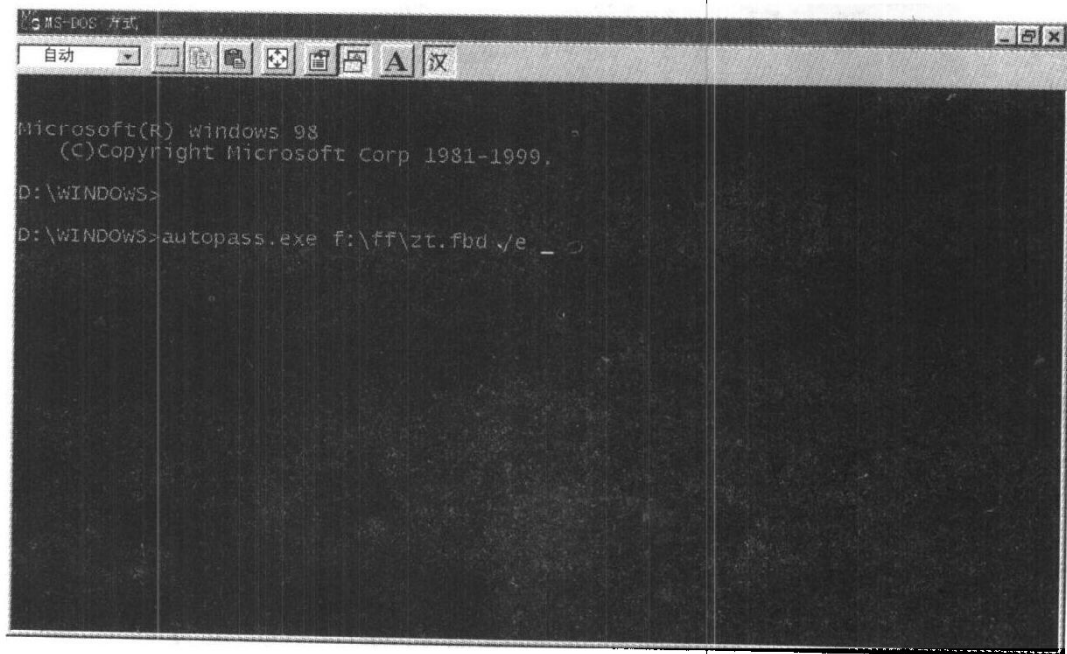 MS-DOS 方式
自动
A 汉
Microsoft(R) Windows 98
(C)Copyright Microsoft Corp 1981-1999.
D:\WINDOWS>
D:\WINDOWS>autopass.exe f:\ff\zt.fbd /e _